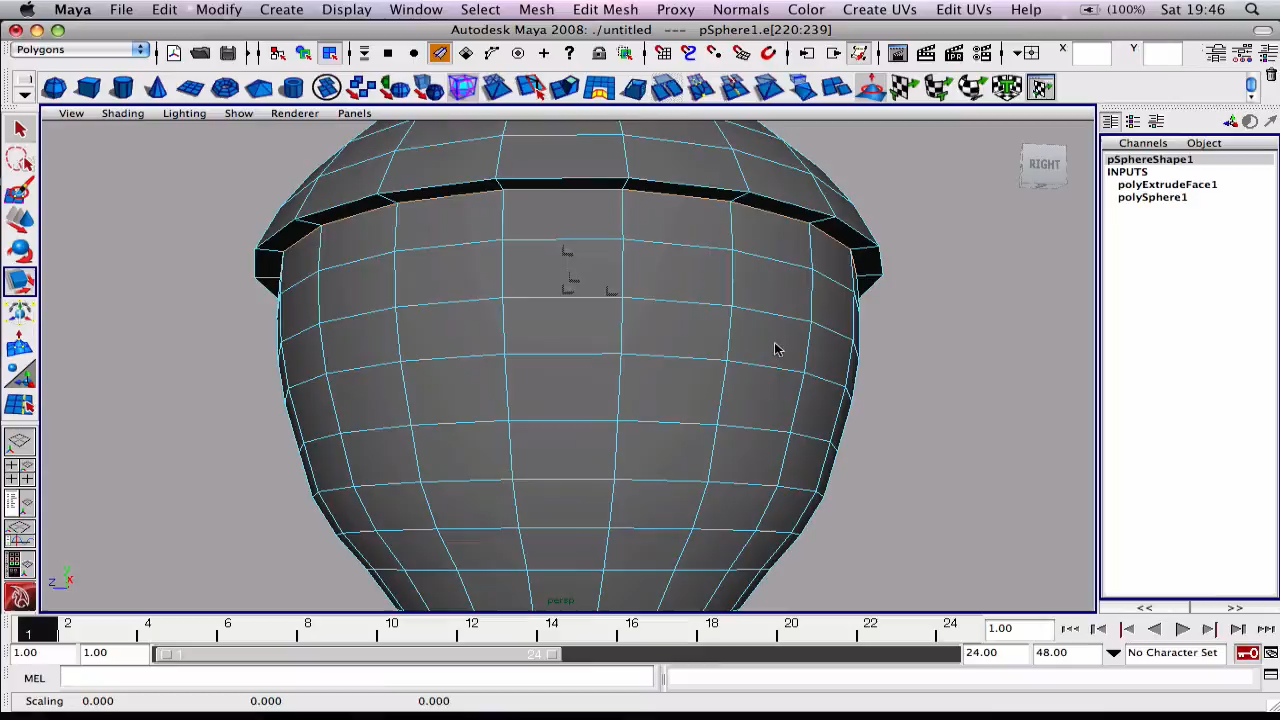 Maya File Edit Modify Create Display Window Select Mesh Edit Mesh Proxy Normals Color Create UVs Edit UVs Help (100%) Sat 19:46
Autodesk Maya 2008: ./untitled --- pSphere1.e[220:239]
Polygons X Y
View Shading Lighting Show Renderer Panels
Channels Object
pSphereShape1
INPUTS
polyExtrudeFace1
polySphere1
RIGHT
y
z x
persp
1 2 4 6 8 10 12 14 16 18 20 22 24 1.00
1.00 1.00 1 24 24.00 48.00 No Character Set
<< >>
MEL
Scaling 0.000 0.000 0.000